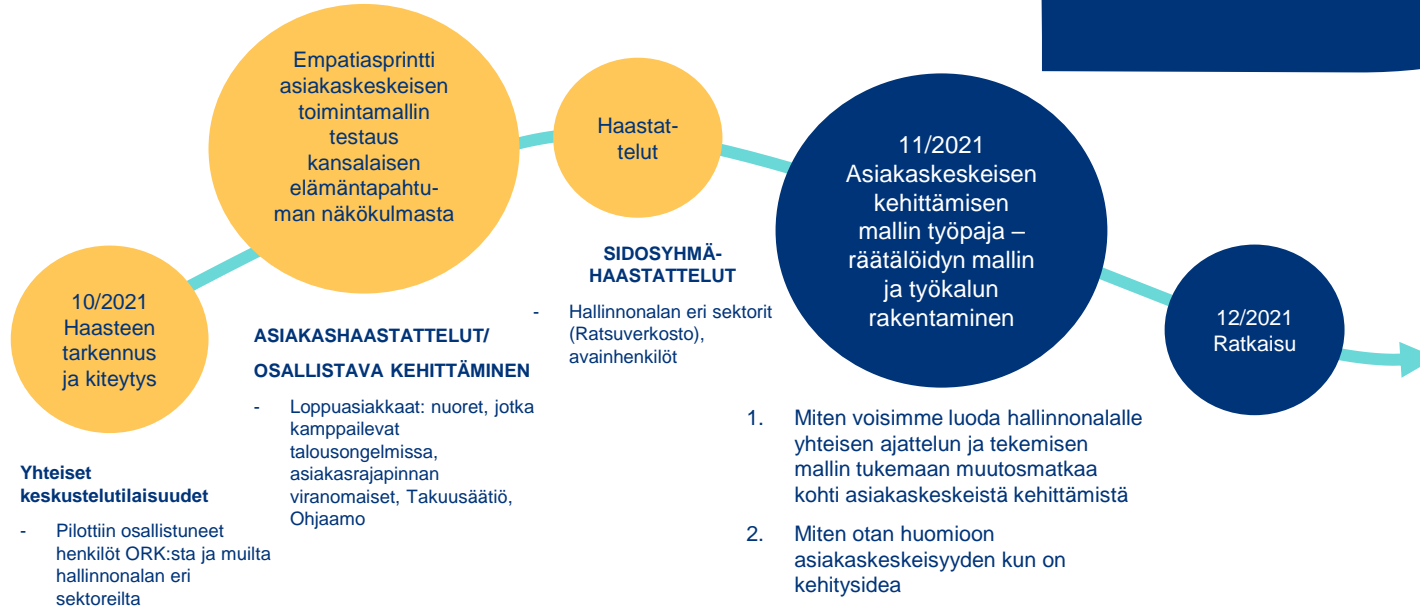 10/2021
Haasteen
tarkennus
ja kiteytys
Yhteiset
keskustelutilaisuudet
- Pilottiin osallistuneet
henkilöt ORK:sta ja muilta
hallinnonalan eri
sektoreilta
Empatiasprintti
asiakaskeskeisen
toimintamallin
testaus
kansalaisen
elämäntapahtu-
man näkökulmasta
ASIAKASHAASTATTELUT/
OSALLISTAVA KEHITTÄMINEN
- Loppuasiakkaat: nuoret, jotka
kamppailevat
talousongelmissa,
asiakasrajapinnan
viranomaiset, Takuusäätiö,
Ohjaamo
Haastat-
telut
SIDOSYHMÄ-
HAASTATTELUT
- Hallinnonalan eri sektorit
(Ratsuverkosto),
avainhenkilöt
11/2021
Asiakaskeskeisen
kehittämisen
mallin työpaja –
räätälöidyn mallin
ja työkalun
rakentaminen
1. Miten voisimme luoda hallinnonalalle
yhteisen ajattelun ja tekemisen
mallin tukemaan muutosmatkaa
kohti asiakaskeskeistä kehittämistä
2. Miten otan huomioon
asiakaskeskeisyyden kun on
kehitysidea
12/2021
Ratkaisu